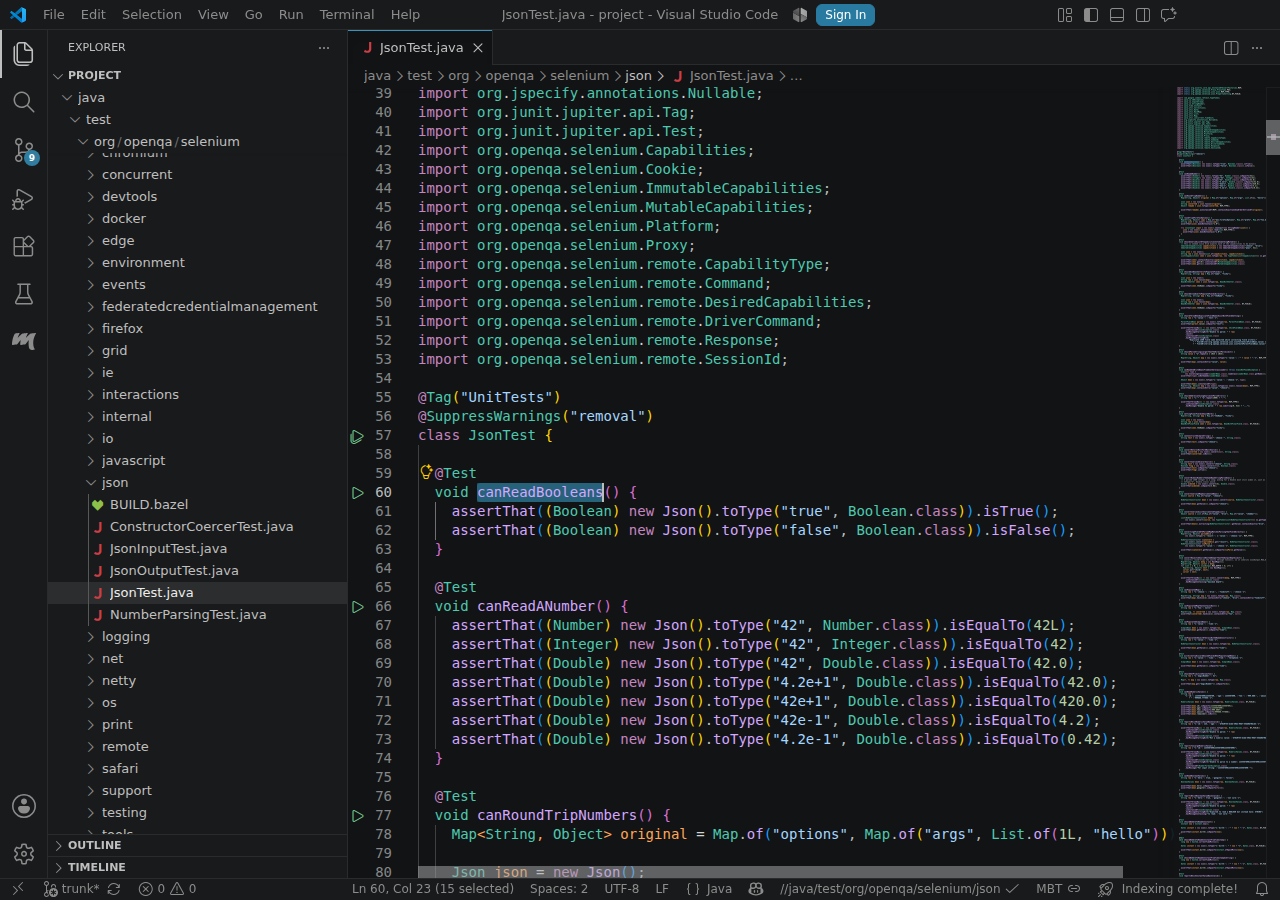 File Edit Selection View Go Run Terminal Help
JsonTest.java - project - Visual Studio Code
Sign In
EXPLORER
PROJECT
java
test
org/openqa/selenium
chromium
concurrent
devtools
docker
edge
environment
events
federatedcredentialmanagement
firefox
grid
ie
interactions
internal
io
javascript
json
BUILD.bazel
ConstructorCoercerTest.java
JsonInputTest.java
JsonOutputTest.java
JsonTest.java
NumberParsingTest.java
logging
net
netty
os
print
remote
safari
support
testing
tools
OUTLINE
TIMELINE
9
JsonTest.java
java > test > org > openqa > selenium > json > JsonTest.java > ...
39 import org.jspecify.annotations.Nullable;
40 import org.junit.jupiter.api.Tag;
41 import org.junit.jupiter.api.Test;
42 import org.openqa.selenium.Capabilities;
43 import org.openqa.selenium.Cookie;
44 import org.openqa.selenium.ImmutableCapabilities;
45 import org.openqa.selenium.MutableCapabilities;
46 import org.openqa.selenium.Platform;
47 import org.openqa.selenium.Proxy;
48 import org.openqa.selenium.remote.CapabilityType;
49 import org.openqa.selenium.remote.Command;
50 import org.openqa.selenium.remote.DesiredCapabilities;
51 import org.openqa.selenium.remote.DriverCommand;
52 import org.openqa.selenium.remote.Response;
53 import org.openqa.selenium.remote.SessionId;
54
55 @Tag("UnitTests")
56 @SuppressWarnings("removal")
57 class JsonTest {
58
59 @Test
60 void canReadBooleans() {
61 assertThat((Boolean) new Json().toType("true", Boolean.class)).isTrue();
62 assertThat((Boolean) new Json().toType("false", Boolean.class)).isFalse();
63 }
64
65 @Test
66 void canReadANumber() {
67 assertThat((Number) new Json().toType("42", Number.class)).isEqualTo(42L);
68 assertThat((Integer) new Json().toType("42", Integer.class)).isEqualTo(42);
69 assertThat((Double) new Json().toType("42", Double.class)).isEqualTo(42.0);
70 assertThat((Double) new Json().toType("4.2e+1", Double.class)).isEqualTo(42.0);
71 assertThat((Double) new Json().toType("42e+1", Double.class)).isEqualTo(420.0);
72 assertThat((Double) new Json().toType("42e-1", Double.class)).isEqualTo(4.2);
73 assertThat((Double) new Json().toType("4.2e-1", Double.class)).isEqualTo(0.42);
74 }
75
76 @Test
77 void canRoundTripNumbers() {
78 Map<String, Object> original = Map.of("options", Map.of("args", List.of(1L, "hello"))
79
80 Json json = new Json();
trunk* 0 0 Ln 60, Col 23 (15 selected) Spaces: 2 UTF-8 LF { } Java //java/test/org/openqa/selenium/json MBT Indexing complete!